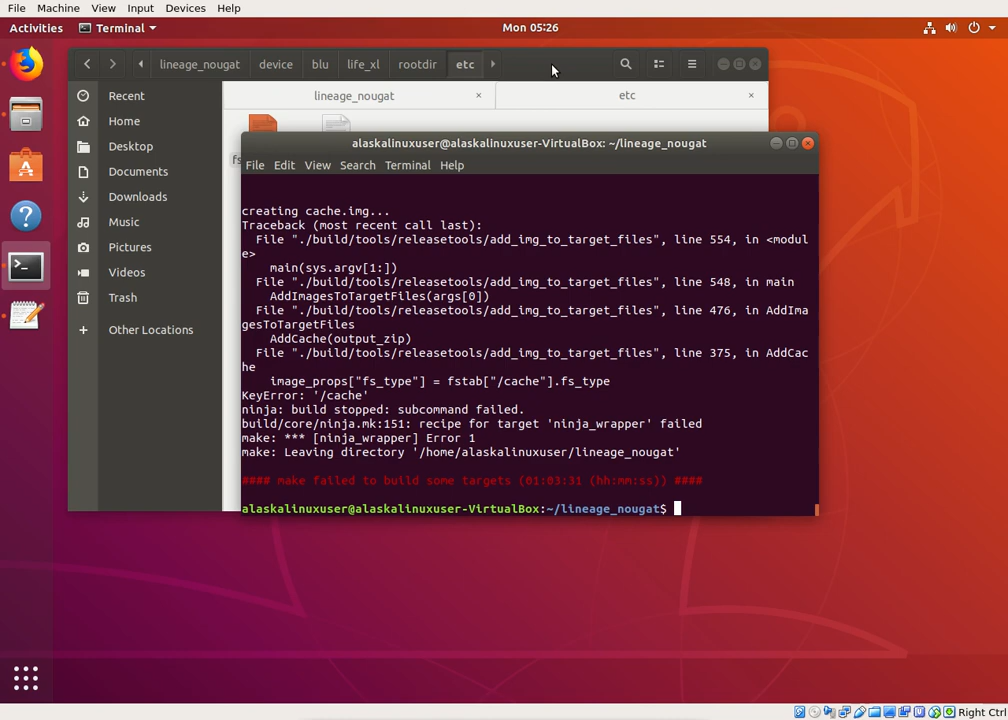 File Machine View Input Devices Help
Activities Terminal Mon 05:26
lineage_nougat device blu life_xl rootdir etc
lineage_nougat × etc ×
Recent
Home
Desktop
Documents
Downloads
Music
Pictures
Videos
Trash
+ Other Locations
fs
alaskalinuxuser@alaskalinuxuser-VirtualBox: ~/lineage_nougat
File Edit View Search Terminal Help
creating cache.img...
Traceback (most recent call last):
  File "./build/tools/releasetools/add_img_to_target_files", line 554, in <modul
e>
    main(sys.argv[1:])
  File "./build/tools/releasetools/add_img_to_target_files", line 548, in main
    AddImagesToTargetFiles(args[0])
  File "./build/tools/releasetools/add_img_to_target_files", line 476, in AddIma
gesToTargetFiles
    AddCache(output_zip)
  File "./build/tools/releasetools/add_img_to_target_files", line 375, in AddCac
he
    image_props["fs_type"] = fstab["/cache"].fs_type
KeyError: '/cache'
ninja: build stopped: subcommand failed.
build/core/ninja.mk:151: recipe for target 'ninja_wrapper' failed
make: *** [ninja_wrapper] Error 1
make: Leaving directory '/home/alaskalinuxuser/lineage_nougat'
#### make failed to build some targets (01:03:31 (hh:mm:ss)) ####
alaskalinuxuser@alaskalinuxuser-VirtualBox:~/lineage_nougat$
Right Ctrl